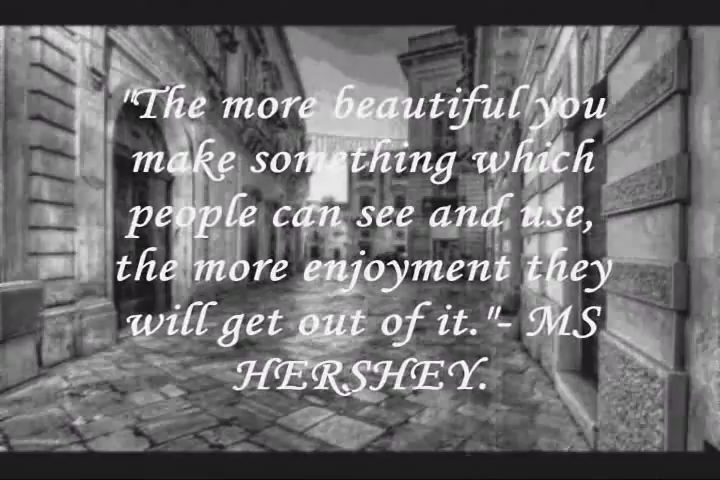 "The more beautiful you
make something which
people can see and use,
the more enjoyment they
will get out of it."- MS
HERSHEY.